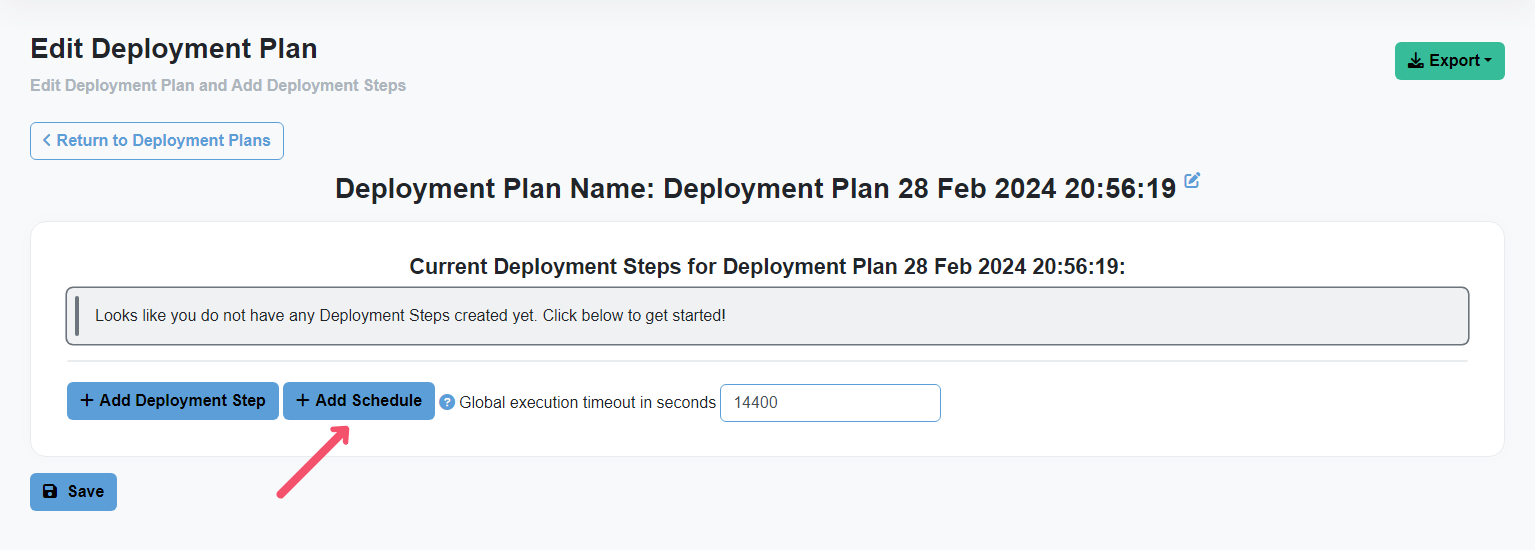 Edit Deployment Plan
Export
Edit Deployment Plan and Add Deployment Steps
Return to Deployment Plans
Deployment Plan Name: Deployment Plan 28 Feb 2024 20:56:19
Current Deployment Steps for Deployment Plan 28 Feb 2024 20:56:19:
Looks like you do not have any Deployment Steps created yet. Click below to get started!
+ Add Deployment Step + Add Schedule ? Global execution timeout in seconds 14400
Save